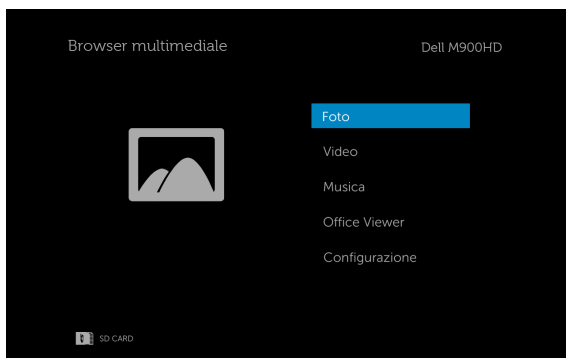 Browser multimediale
Dell M900HD
Foto
Video
Musica
Office Viewer
Configurazione
SD CARD